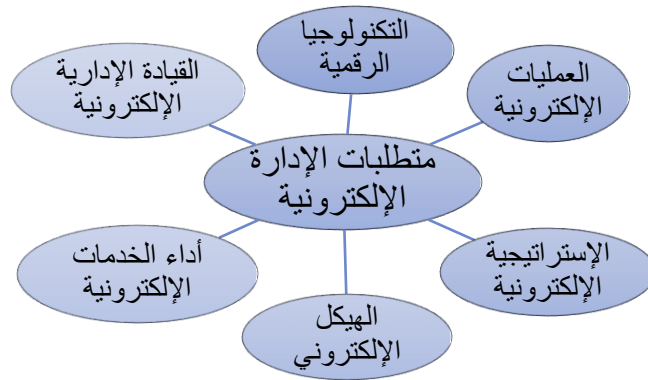 التكنولوجيا
الرقمية
العمليات
الإلكترونية
القيادة الإدارية
الإلكترونية
متطلبات الإدارة
الإلكترونية
الإستراتيجية
الإلكترونية
أداء الخدمات
الإلكترونية
الهيكل
الإلكتروني